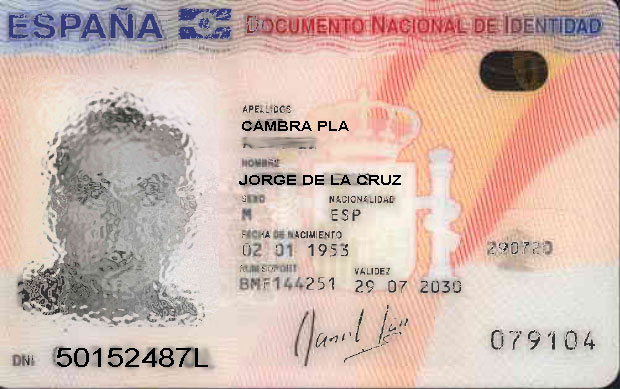 ESPAÑA DOCUMENTO NACIONAL DE IDENTIDAD
APELLIDOS
CAMBRA PLA
NOMBRE
JORGE DE LA CRUZ
SEXO NACIONALIDAD
M ESP
FECHA DE NACIMIENTO
02 01 1953 290720
NUM SOPORT VALIDEZ
BMF144251 29 07 2030
079104
DNI 50152487L